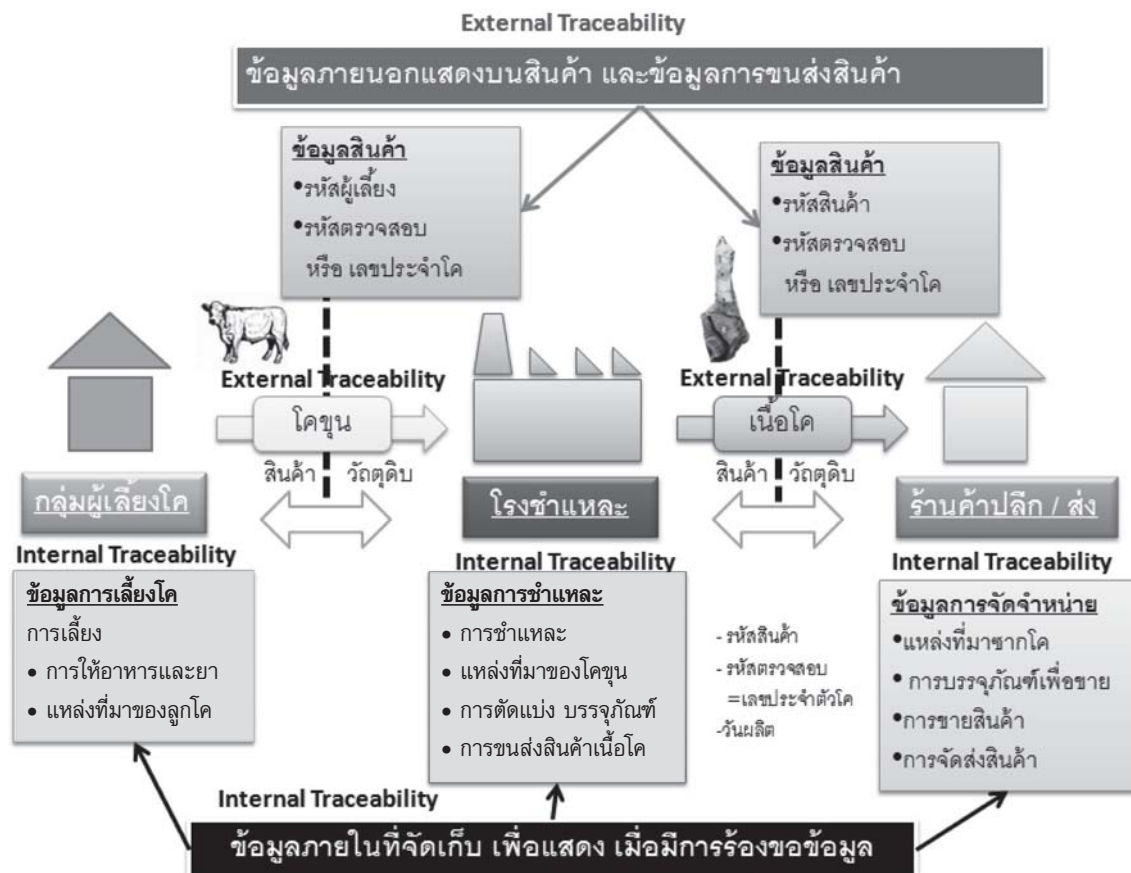 External Traceability
ข้อมูลภายนอกแสดงบนสินค้า และข้อมูลการขนส่งสินค้า
ข้อมูลสินค้า
•รหัสผู้เลี้ยง
•รหัสตรวจสอบ
หรือ เลขประจำโค
ข้อมูลสินค้า
•รหัสสินค้า
•รหัสตรวจสอบ
หรือ เลขประจำโค
External Traceability
โคขุน
สินค้า วัถตุดิบ
External Traceability
เนื้อโค
สินค้า วัถตุดิบ
กลุ่มผู้เลี้ยงโค
โรงชำแหละ
ร้านค้าปลีก / ส่ง
Internal Traceability
ข้อมูลการเลี้ยงโค
การเลี้ยง
• การให้อาหารและยา
• แหล่งที่มาของลูกโค
Internal Traceability
ข้อมูลการชำแหละ
• การชำแหละ
• แหล่งที่มาของโคขุน
• การตัดแบ่ง บรรจุภัณฑ์
• การขนส่งสินค้าเนื้อโค
- รหัสสินค้า
- รหัสตรวจสอบ
=เลขประจำตัวโค
-วันผลิต
Internal Traceability
ข้อมูลการจัดจำหน่าย
•แหล่งที่มาซากโค
• การบรรจุภัณฑ์เพื่อขาย
•การขายสินค้า
•การจัดส่งสินค้า
Internal Traceability
ข้อมูลภายในที่จัดเก็บ เพื่อแสดง เมื่อมีการร้องขอข้อมูล